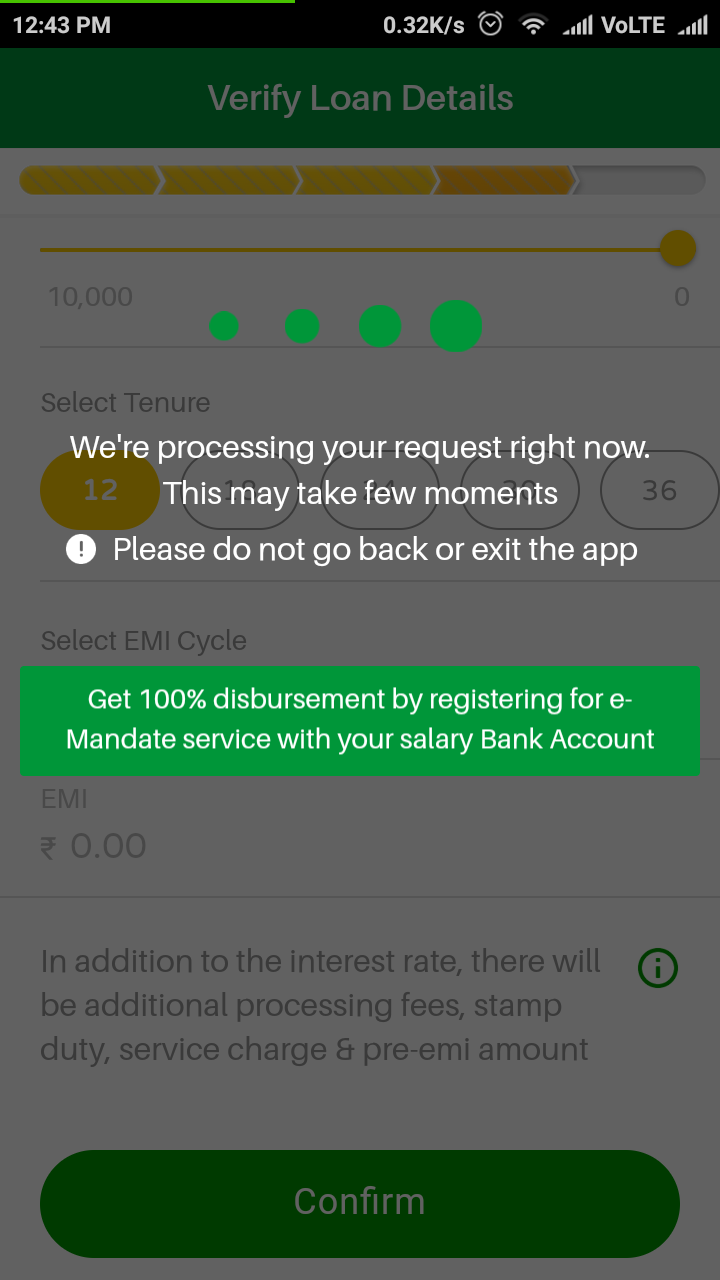 12:43 PM 0.32K/s VoLTE
Verify Loan Details
10,000 0
Select Tenure
We're processing your request right now.
12 18 24 30 36
This may take few moments
! Please do not go back or exit the app
Select EMI Cycle
Get 100% disbursement by registering for e-
Mandate service with your salary Bank Account
EMI
₹ 0.00
In addition to the interest rate, there will
be additional processing fees, stamp
duty, service charge & pre-emi amount
Confirm